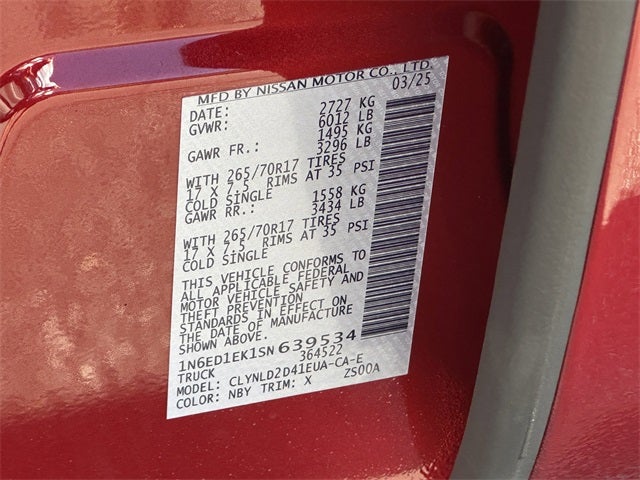 MFD BY NISSAN MOTOR CO., LTD.
DATE: 03/25
GVWR: 2727 KG
6012 LB
GAWR FR.: 1495 KG
3296 LB
WITH 265/70R17 TIRES
17 X 7.5 RIMS AT 35 PSI
COLD SINGLE
GAWR RR.: 1558 KG
3434 LB
WITH 265/70R17 TIRES
17 X 7.5 RIMS AT 35 PSI
COLD SINGLE
THIS VEHICLE CONFORMS TO
ALL APPLICABLE FEDERAL
MOTOR VEHICLE SAFETY AND
THEFT PREVENTION
STANDARDS IN EFFECT ON
THE DATE OF MANUFACTURE
SHOWN ABOVE.
1N6ED1EK1SN639534
TRUCK 364522
MODEL: CLYNLD2D41EUA-CA-E
COLOR: NBY TRIM: X ZS00A